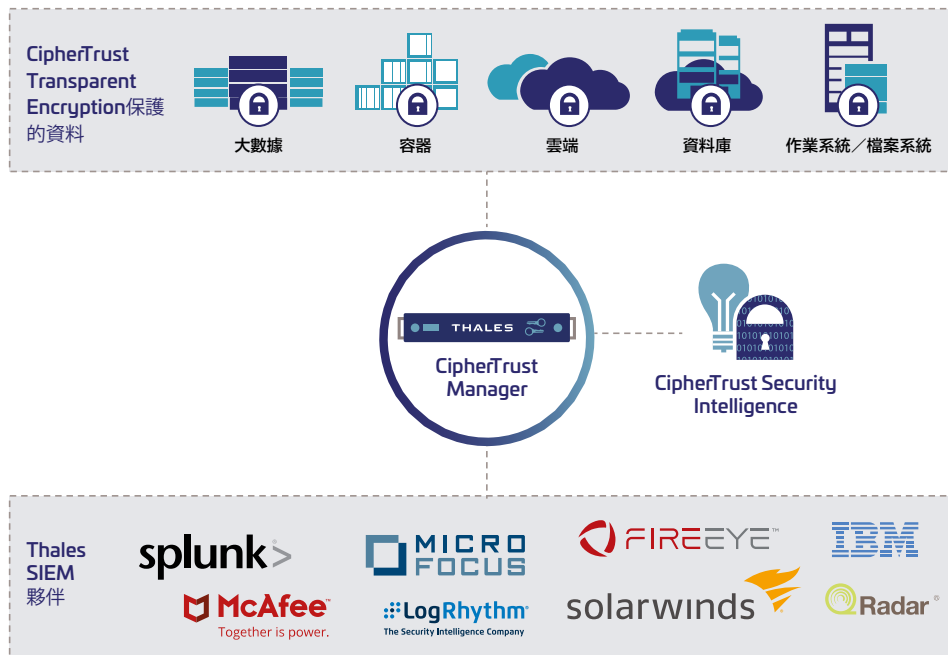 CipherTrust
Transparent
Encryption保護
的資料
大數據
容器
雲端
資料庫
作業系統／檔案系統
THALES
CipherTrust
Manager
CipherTrust Security
Intelligence
Thales
SIEM
夥伴
splunk>
MICRO
FOCUS
FIREEYE™
IBM
McAfee™
Together is power.
LogRhythm®
The Security Intelligence Company
solarwinds
QRadar®